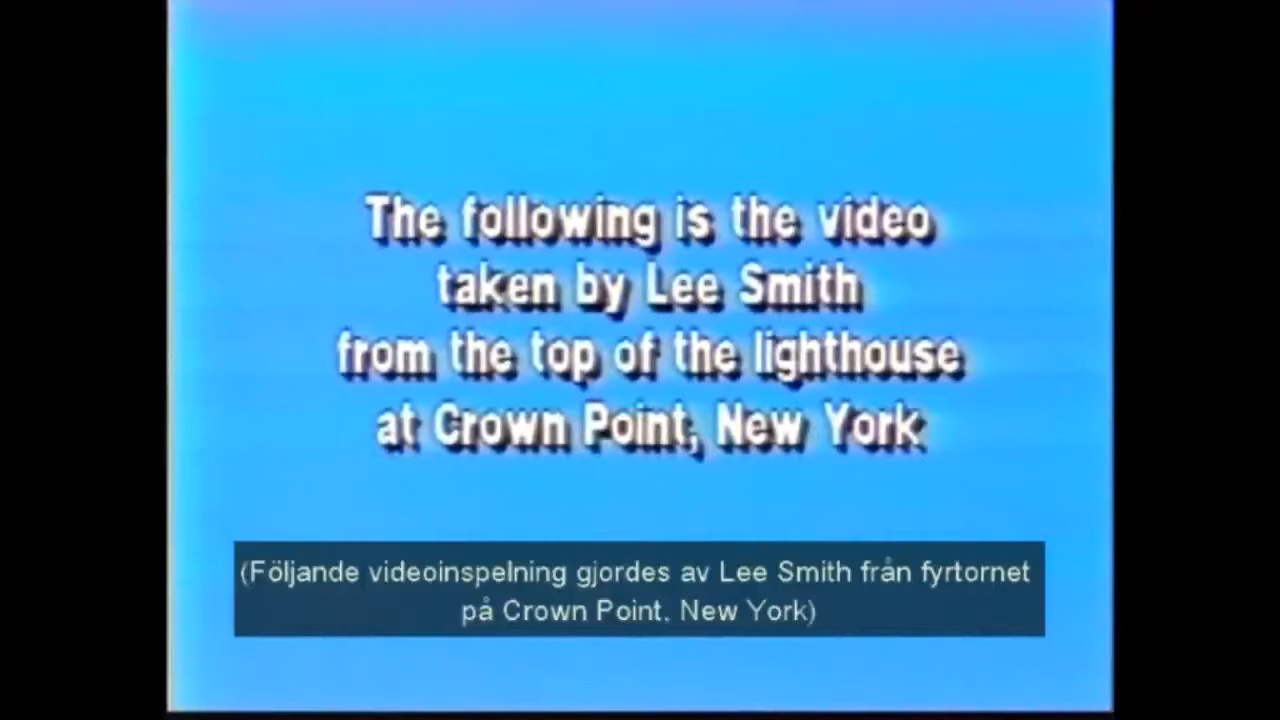 The following is the video
taken by Lee Smith
from the top of the lighthouse
at Crown Point, New York
(Följande videoinspelning gjordes av Lee Smith från fyrtornet
på Crown Point. New York)